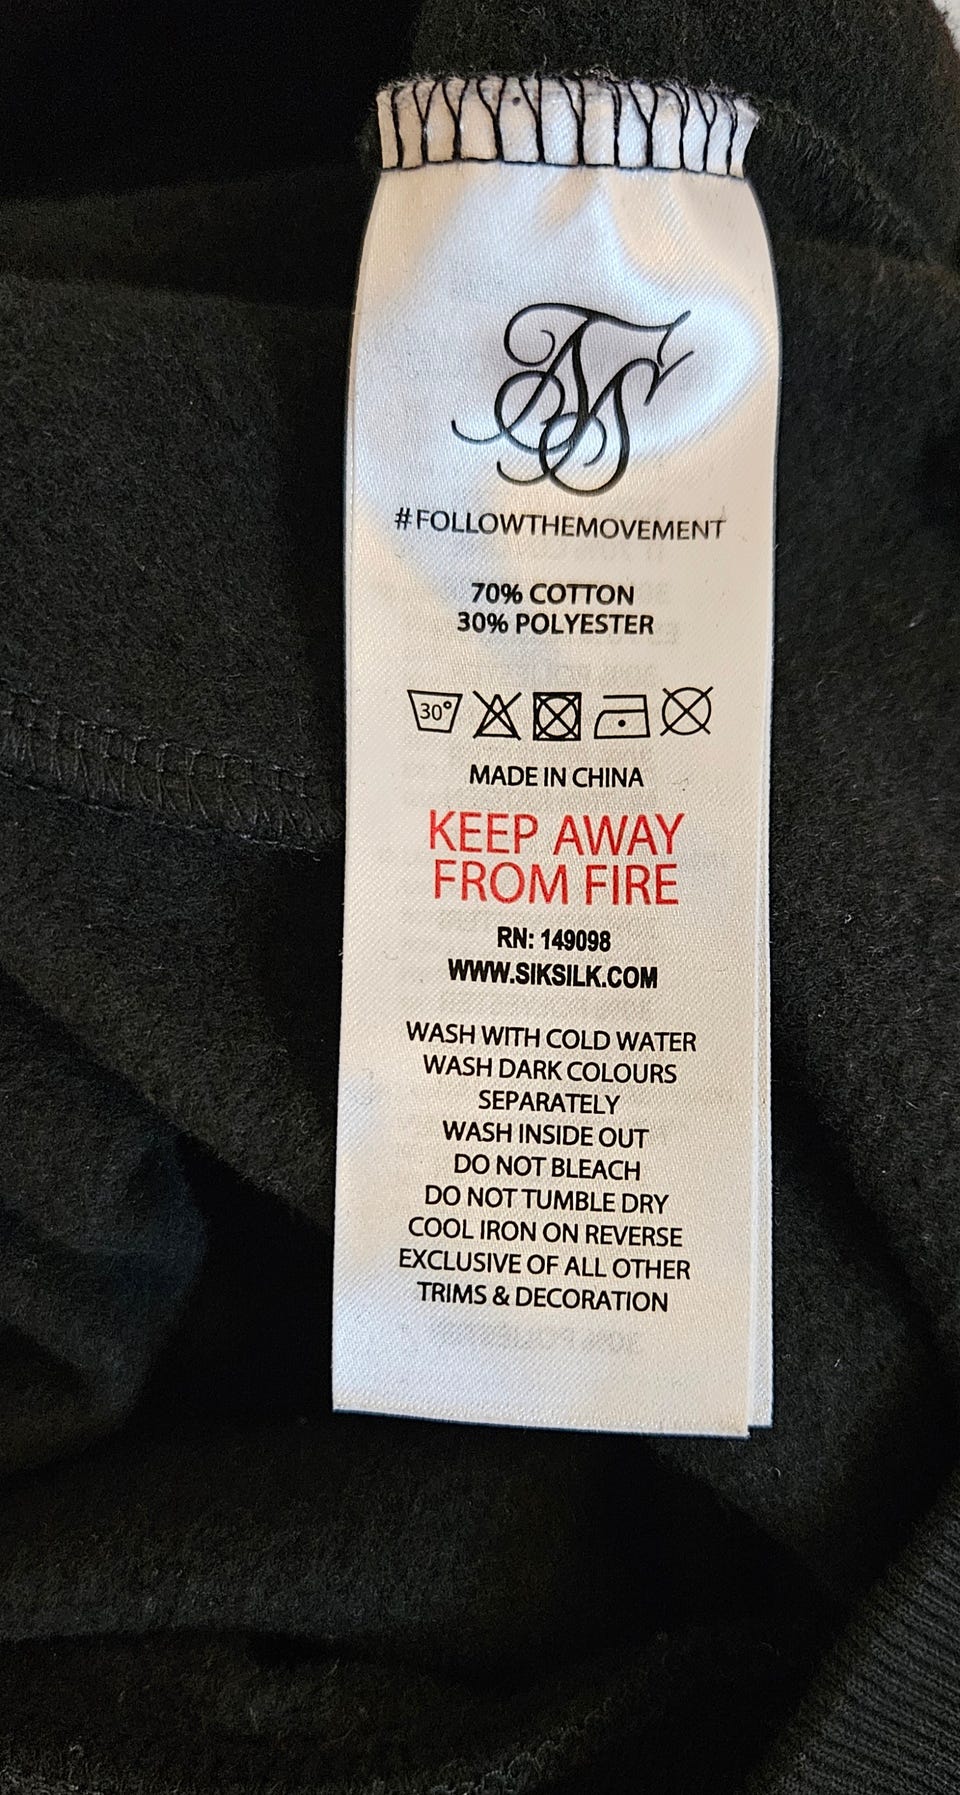 #FOLLOWTHEMOVEMENT
70% COTTON
30% POLYESTER
30°
MADE IN CHINA
KEEP AWAY
FROM FIRE
RN: 149098
WWW.SIKSILK.COM
WASH WITH COLD WATER
WASH DARK COLOURS
SEPARATELY
WASH INSIDE OUT
DO NOT BLEACH
DO NOT TUMBLE DRY
COOL IRON ON REVERSE
EXCLUSIVE OF ALL OTHER
TRIMS & DECORATION